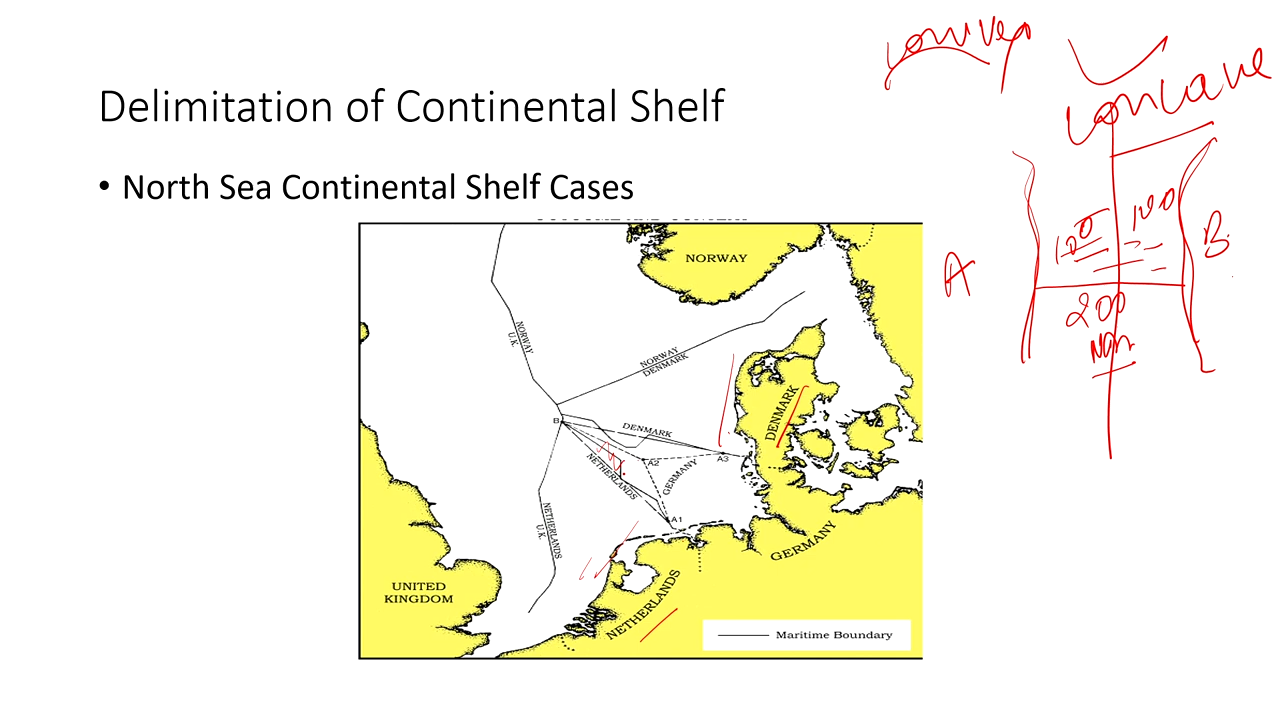 convex
concave
Delimitation of Continental Shelf
• North Sea Continental Shelf Cases
NORWAY
NORWAY
U.K.
NORWAY
DENMARK
DENMARK
B
DENMARK
A2
A3
GERMANY
NETHERLANDS
A1
NETHERLANDS
U.K.
GERMANY
UNITED
KINGDOM
NETHERLANDS
Maritime Boundary
A
100
100
B
200
Nm